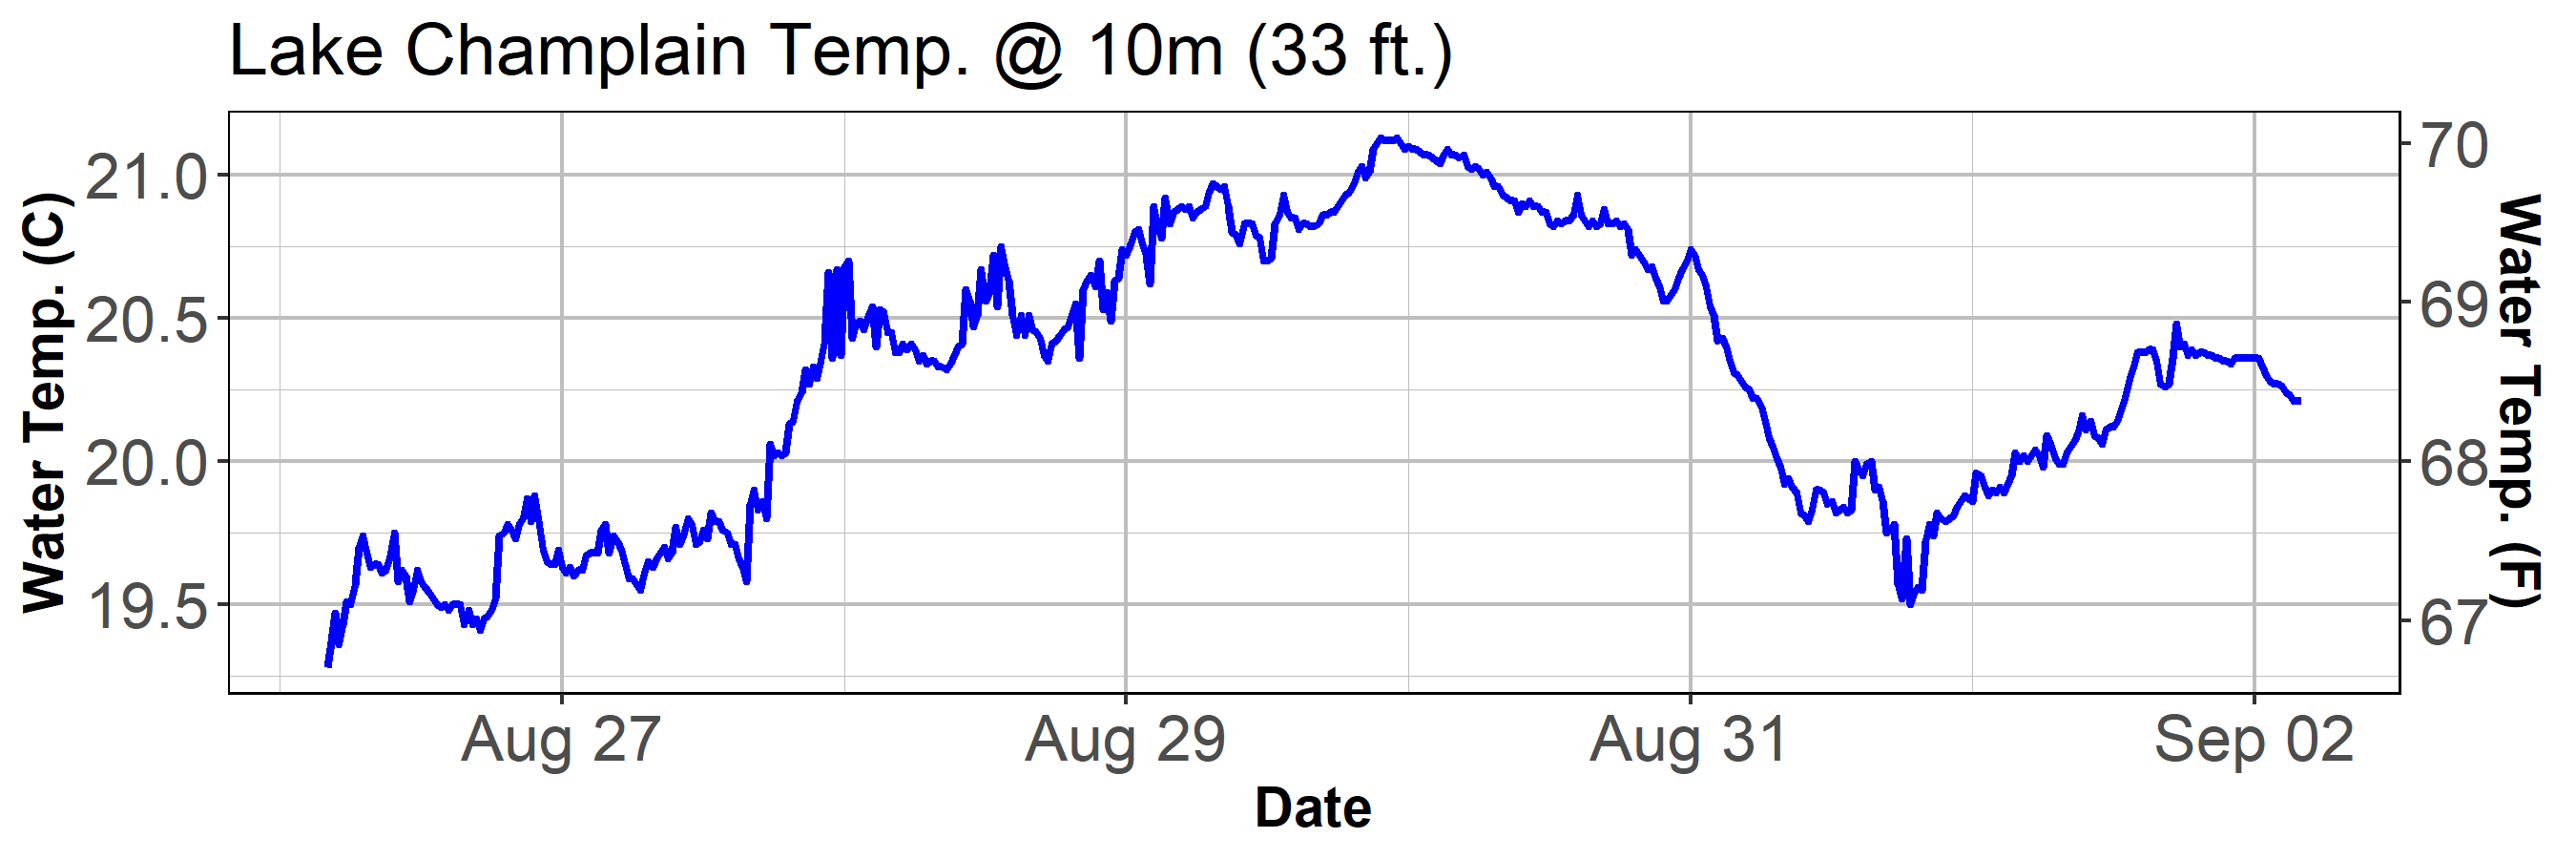 Lake Champlain Temp. @ 10m (33 ft.)
Water Temp. (C)
21.0
20.5
20.0
19.5
70
69
68
67
Water Temp. (F)
Aug 27
Aug 29
Aug 31
Sep 02
Date